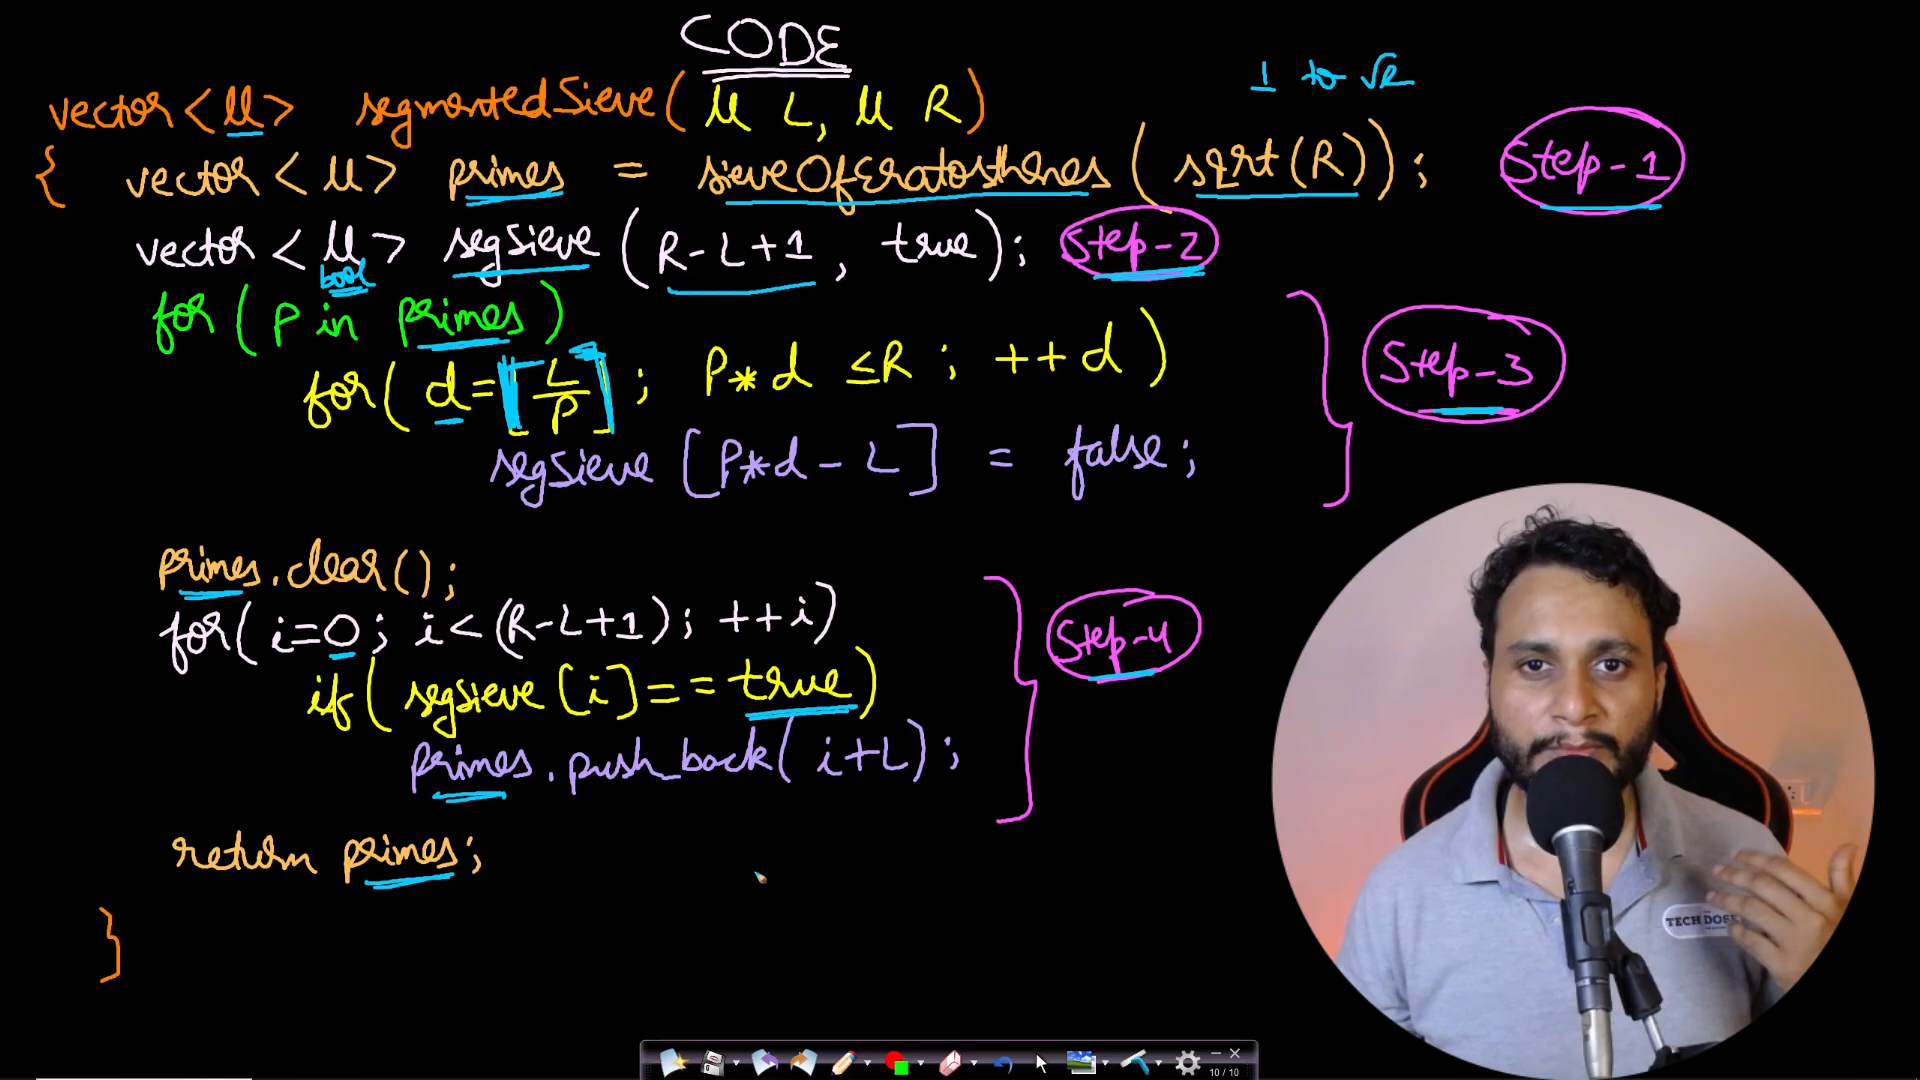 CODE
1 to √R
vector <ll> segmentedSieve( ll L, ll R)
{ vector <ll> primes = sieveOfEratosthenes ( sqrt(R) ); Step-1
vector <ll> segSieve (R-L+1, true); Step-2
bool
for ( P in primes )
for( d=⌈L/P⌉; P*d ≤R; ++d ) Step-3
segSieve [P*d - L] = false;
primes.clear();
for( i=0; i<(R-L+1); ++i)
if( segsieve[i]==true) Step-4
primes.push_back( i+L);
return primes;
}
TECH DOSE
10 / 10